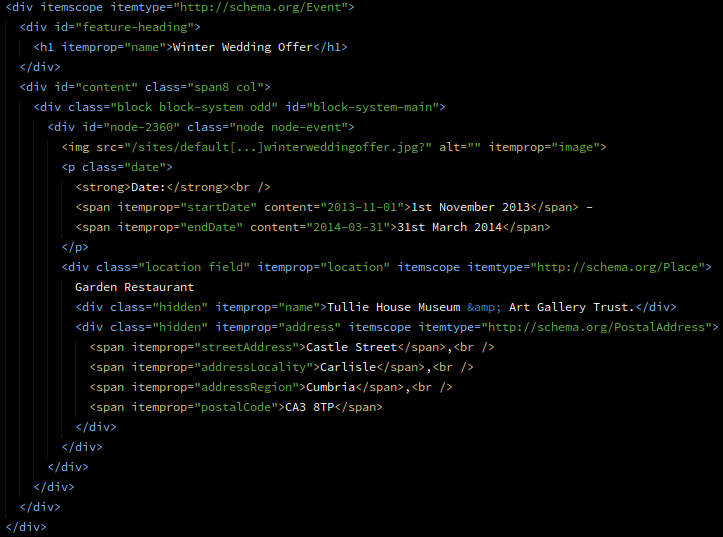 <div itemscope itemtype="http://schema.org/Event">
<div id="feature-heading">
<h1 itemprop="name">Winter Wedding Offer</h1>
</div>
<div id="content" class="span8 col">
<div class="block block-system odd" id="block-system-main">
<div id="node-2360" class="node node-event">
<img src="/sites/default[...]winterweddingoffer.jpg?" alt="" itemprop="image">
<p class="date">
<strong>Date:</strong><br />
<span itemprop="startDate" content="2013-11-01">1st November 2013</span> –
<span itemprop="endDate" content="2014-03-31">31st March 2014</span>
</p>
<div class="location field" itemprop="location" itemscope itemtype="http://schema.org/Place">
Garden Restaurant
<div class="hidden" itemprop="name">Tullie House Museum &amp; Art Gallery Trust.</div>
<div class="hidden" itemprop="address" itemscope itemtype="http://schema.org/PostalAddress">
<span itemprop="streetAddress">Castle Street</span>,<br />
<span itemprop="addressLocality">Carlisle</span>,<br />
<span itemprop="addressRegion">Cumbria</span>,<br />
<span itemprop="postalCode">CA3 8TP</span>
</div>
</div>
</div>
</div>
</div>
</div>